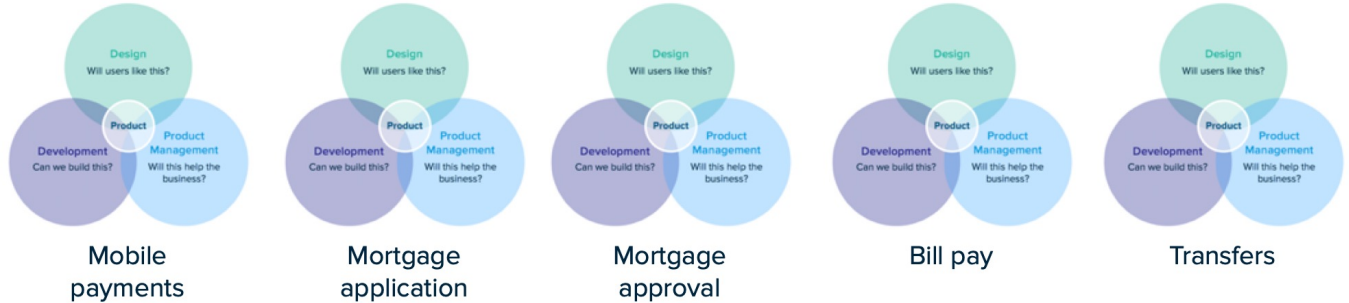 Design
Will users like this?
Product
Development
Can we build this?
Product
Management
Will this help the
business?
Mobile
payments
Design
Will users like this?
Product
Development
Can we build this?
Product
Management
Will this help the
business?
Mortgage
application
Design
Will users like this?
Product
Development
Can we build this?
Product
Management
Will this help the
business?
Mortgage
approval
Design
Will users like this?
Product
Development
Can we build this?
Product
Management
Will this help the
business?
Bill pay
Design
Will users like this?
Product
Development
Can we build this?
Product
Management
Will this help the
business?
Transfers